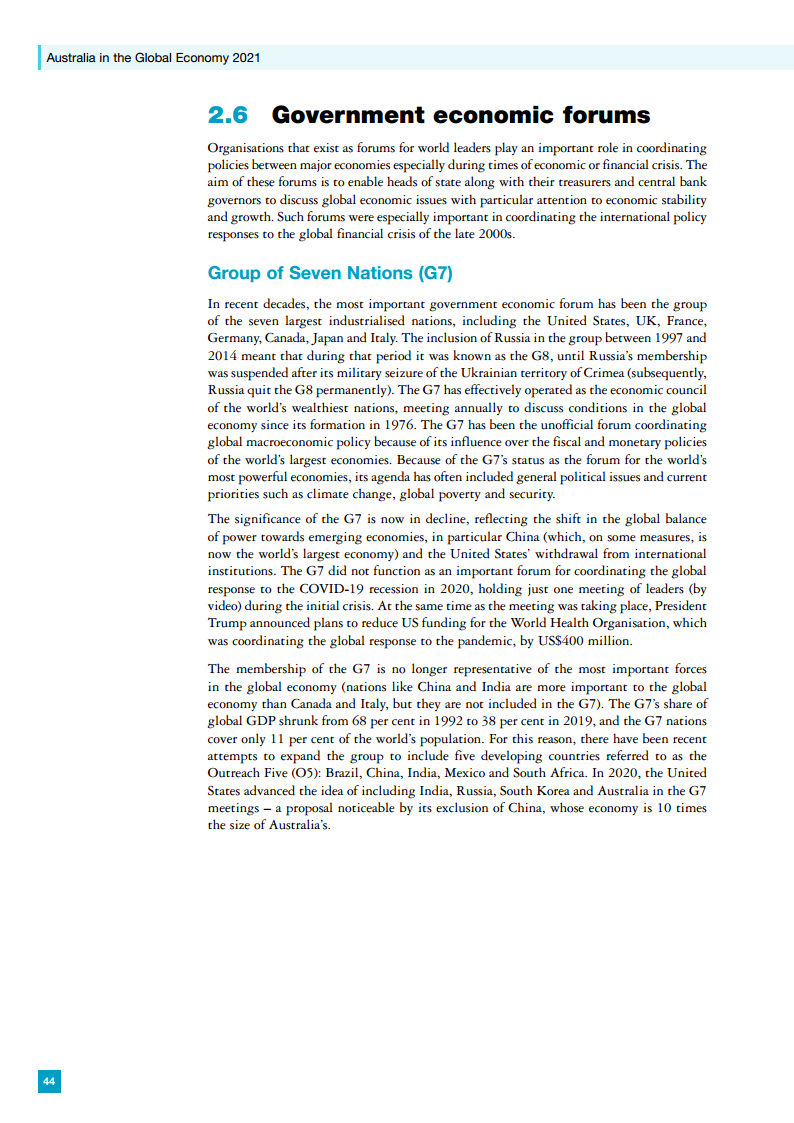 Australia in the Global Economy 2021
2.6 Government economic forums
Organisations that exist as forums for world leaders play an important role in coordinating
policies between major economies especially during times of economic or financial crisis. The
aim of these forums is to enable heads of state along with their treasurers and central bank
governors to discuss global economic issues with particular attention to economic stability
and growth. Such forums were especially important in coordinating the international policy
responses to the global financial crisis of the late 2000s.
Group of Seven Nations (G7)
In recent decades, the most important government economic forum has been the group
of the seven largest industrialised nations, including the United States, UK, France,
Germany, Canada, Japan and Italy. The inclusion of Russia in the group between 1997 and
2014 meant that during that period it was known as the G8, until Russia's membership
was suspended after its military seizure of the Ukrainian territory of Crimea (subsequently,
Russia quit the G8 permanently). The G7 has effectively operated as the economic council
of the world's wealthiest nations, meeting annually to discuss conditions in the global
economy since its formation in 1976. The G7 has been the unofficial forum coordinating
global macroeconomic policy because of its influence over the fiscal and monetary policies
of the world's largest economies. Because of the G7's status as the forum for the world's
most powerful economies, its agenda has often included general political issues and current
priorities such as climate change, global poverty and security.
The significance of the G7 is now in decline, reflecting the shift in the global balance
of power towards emerging economies, in particular China (which, on some measures, is
now the world's largest economy) and the United States' withdrawal from international
institutions. The G7 did not function as an important forum for coordinating the global
response to the COVID-19 recession in 2020, holding just one meeting of leaders (by
video) during the initial crisis. At the same time as the meeting was taking place, President
Trump announced plans to reduce US funding for the World Health Organisation, which
was coordinating the global response to the pandemic, by US$400 million.
The membership of the G7 is no longer representative of the most important forces
in the global economy (nations like China and India are more important to the global
economy than Canada and Italy, but they are not included in the G7). The G7's share of
global GDP shrunk from 68 per cent in 1992 to 38 per cent in 2019, and the G7 nations
cover only 11 per cent of the world's population. For this reason, there have been recent
attempts to expand the group to include five developing countries referred to as the
Outreach Five (O5): Brazil, China, India, Mexico and South Africa. In 2020, the United
States advanced the idea of including India, Russia, South Korea and Australia in the G7
meetings – a proposal noticeable by its exclusion of China, whose economy is 10 times
the size of Australia's.
44